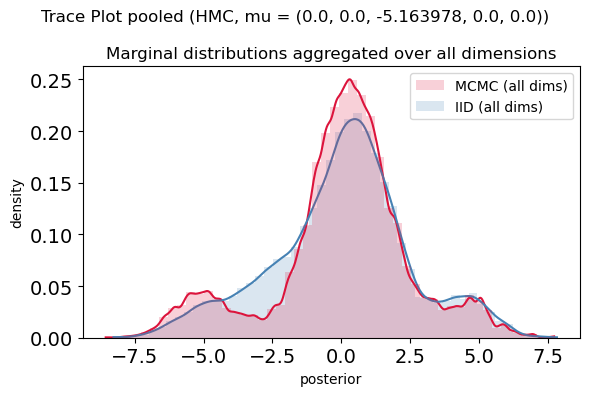 Trace Plot pooled (HMC, mu = (0.0, 0.0, -5.163978, 0.0, 0.0))
Marginal distributions aggregated over all dimensions
MCMC (all dims)
IID (all dims)
density
0.25
0.20
0.15
0.10
0.05
0.00
−7.5 −5.0 −2.5 0.0 2.5 5.0 7.5
posterior